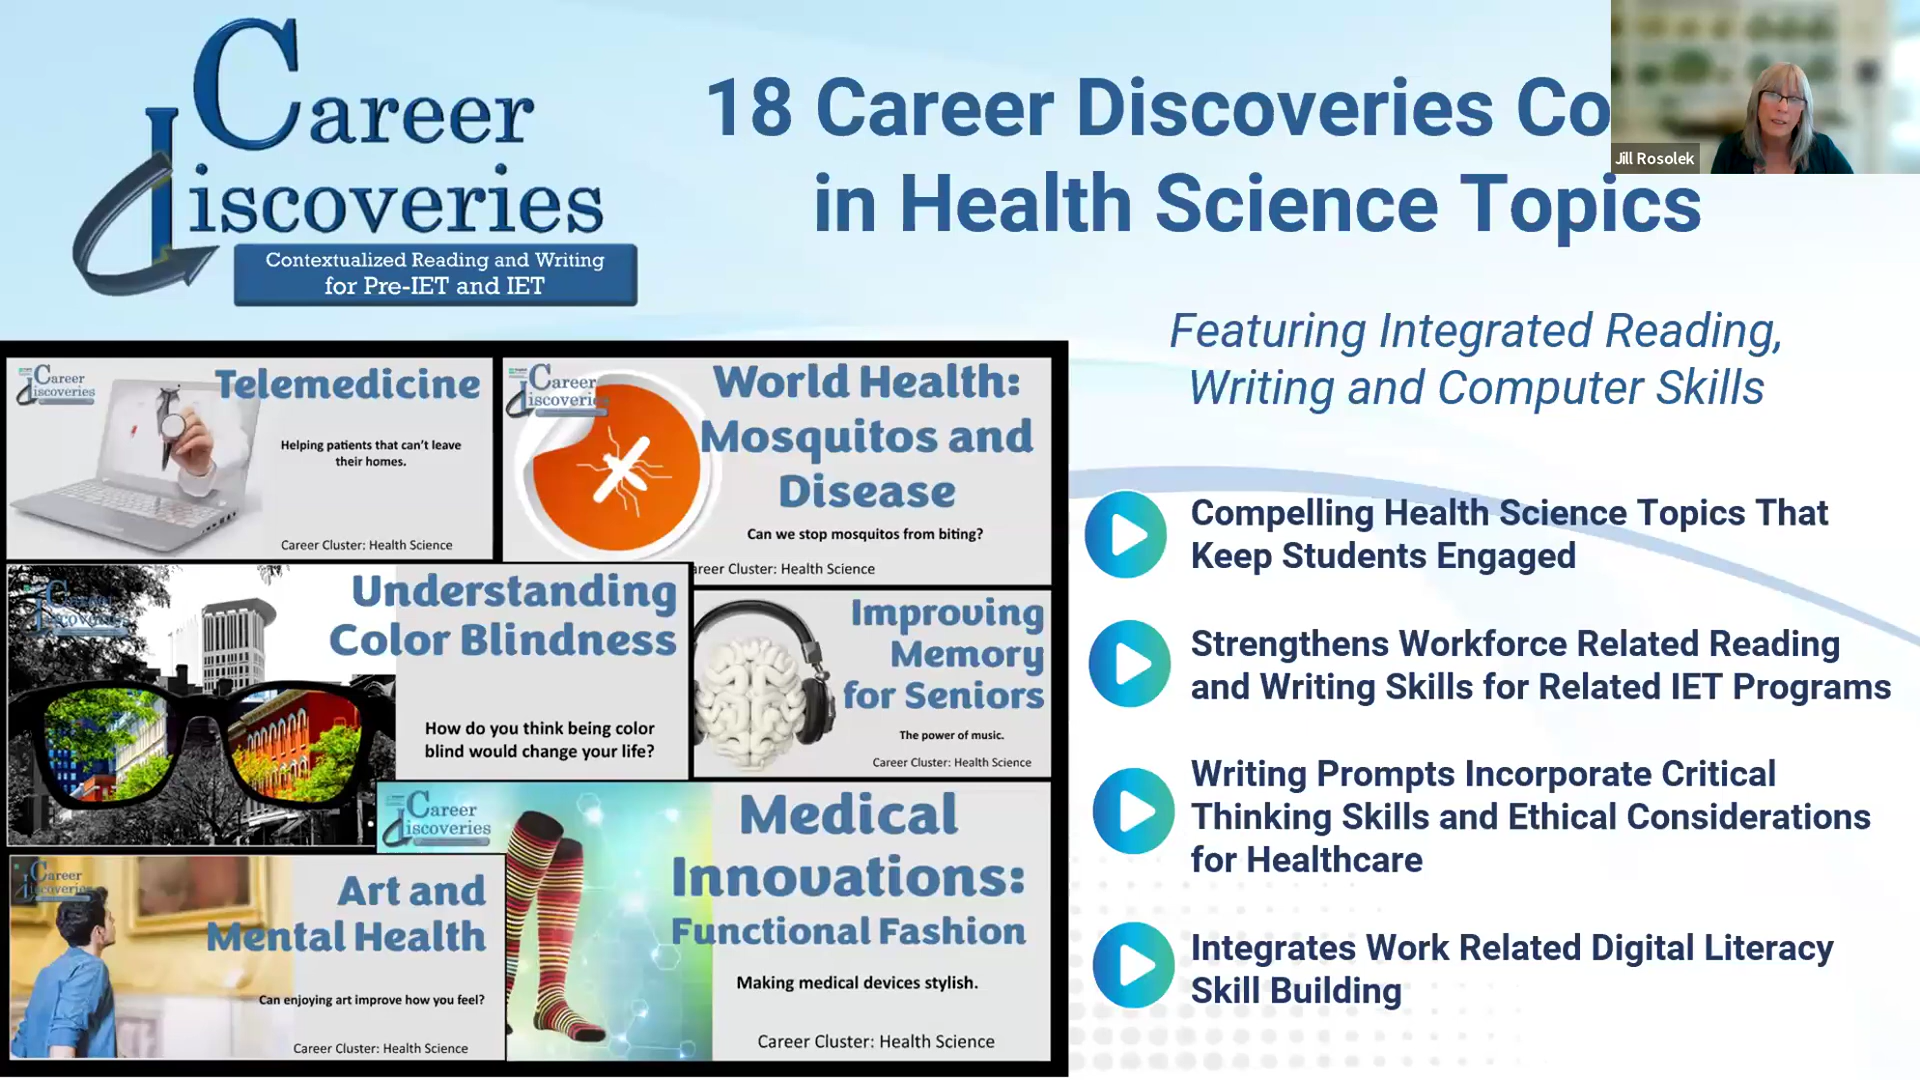 Career
Discoveries
Contextualized Reading and Writing
for Pre-IET and IET
18 Career Discoveries Co
in Health Science Topics
Jill Rosolek
Featuring Integrated Reading,
Writing and Computer Skills
Career
Discoveries
Telemedicine
Helping patients that can't leave
their homes.
Career Cluster: Health Science
Career
Discoveries
World Health:
Mosquitos and
Disease
Can we stop mosquitos from biting?
areer Cluster: Health Science
Understanding
Color Blindness
How do you think being color
blind would change your life?
Improving
Memory
for Seniors
The power of music.
Career Cluster: Health Science
Career
Discoveries
Medical
Innovations:
Functional Fashion
Making medical devices stylish.
Career Cluster: Health Science
Career
Discoveries
Art and
Mental Health
Can enjoying art improve how you feel?
Career Cluster: Health Science
Compelling Health Science Topics That
Keep Students Engaged
Strengthens Workforce Related Reading
and Writing Skills for Related IET Programs
Writing Prompts Incorporate Critical
Thinking Skills and Ethical Considerations
for Healthcare
Integrates Work Related Digital Literacy
Skill Building